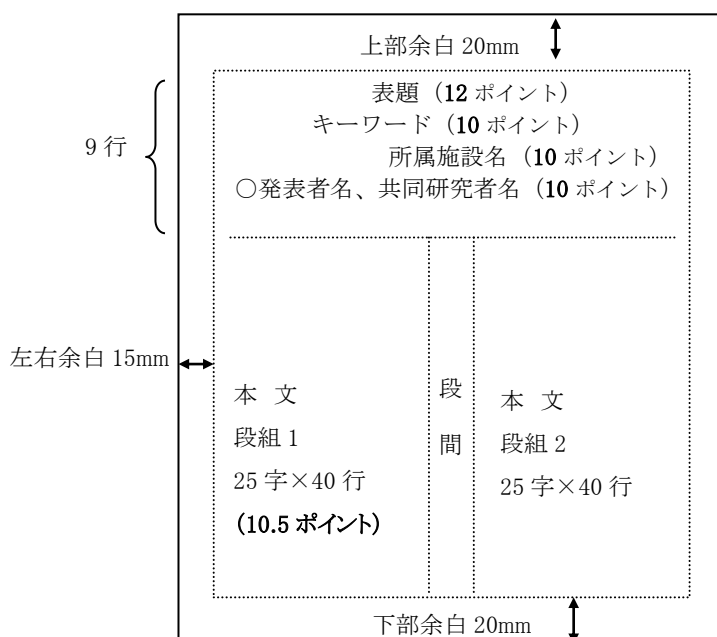 上部余白 20mm
表題（12 ポイント）
キーワード（10 ポイント）
所属施設名（10 ポイント）
○発表者名、共同研究者名（10 ポイント）
9 行
左右余白 15mm
本 文
段組 1
25 字×40 行
（10.5 ポイント）
段
間
本 文
段組 2
25 字×40 行
下部余白 20mm